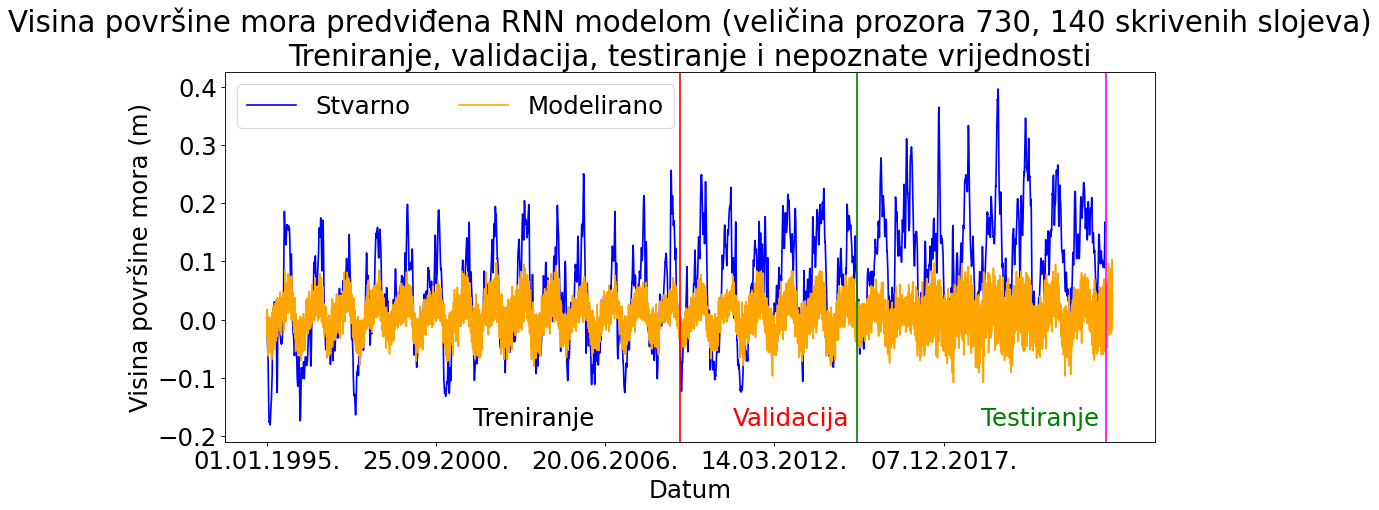 Visina površine mora predviđena RNN modelom (veličina prozora 730, 140 skrivenih slojeva)
Treniranje, validacija, testiranje i nepoznate vrijednosti
Stvarno Modelirano
Visina površine mora (m)
0.4
0.3
0.2
0.1
0.0
−0.1
−0.2
Treniranje Validacija Testiranje
01.01.1995. 25.09.2000. 20.06.2006. 14.03.2012. 07.12.2017.
Datum